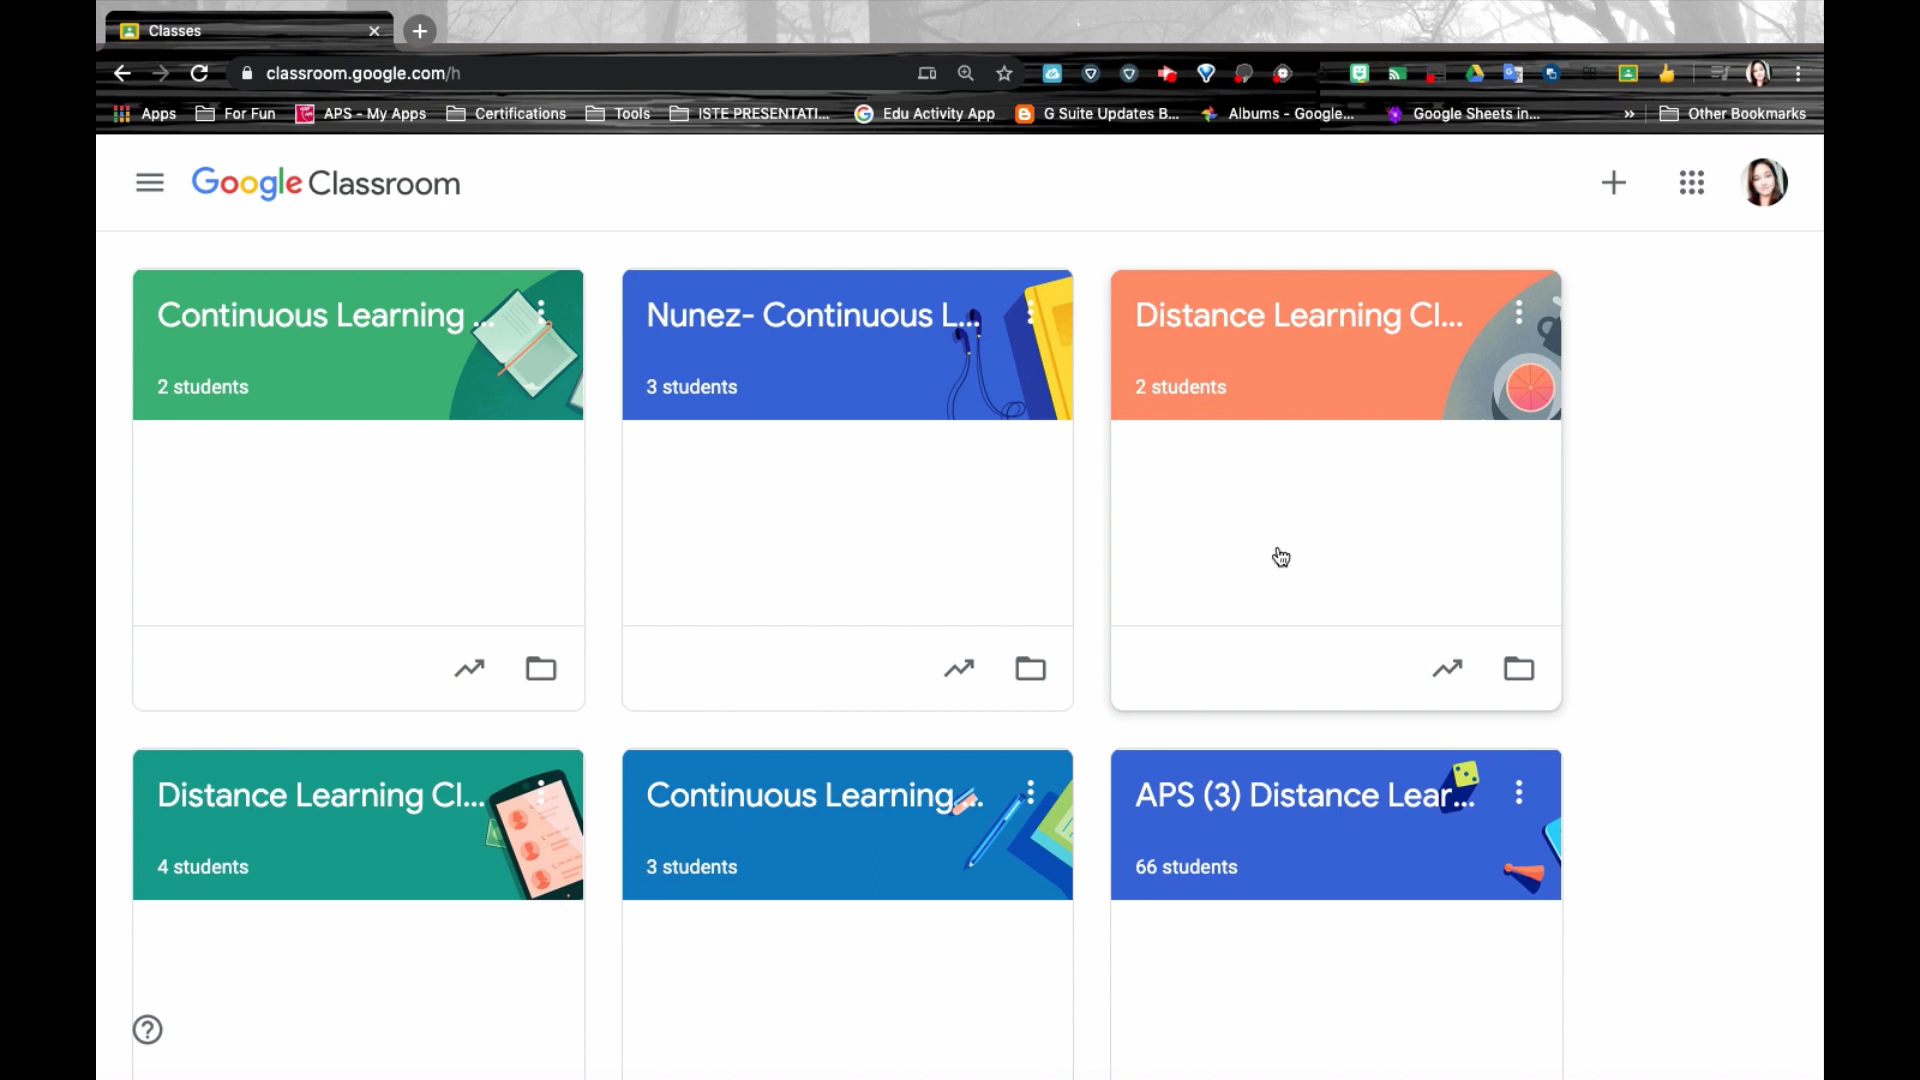 Classes
classroom.google.com/h
Apps For Fun APS - My Apps Certifications Tools ISTE PRESENTATI... Edu Activity App G Suite Updates B... Albums - Google... Google Sheets in... » Other Bookmarks
Google Classroom
Continuous Learning ...
2 students
Nunez- Continuous L...
3 students
Distance Learning Cl...
2 students
Distance Learning Cl...
4 students
Continuous Learning...
3 students
APS (3) Distance Lear...
66 students